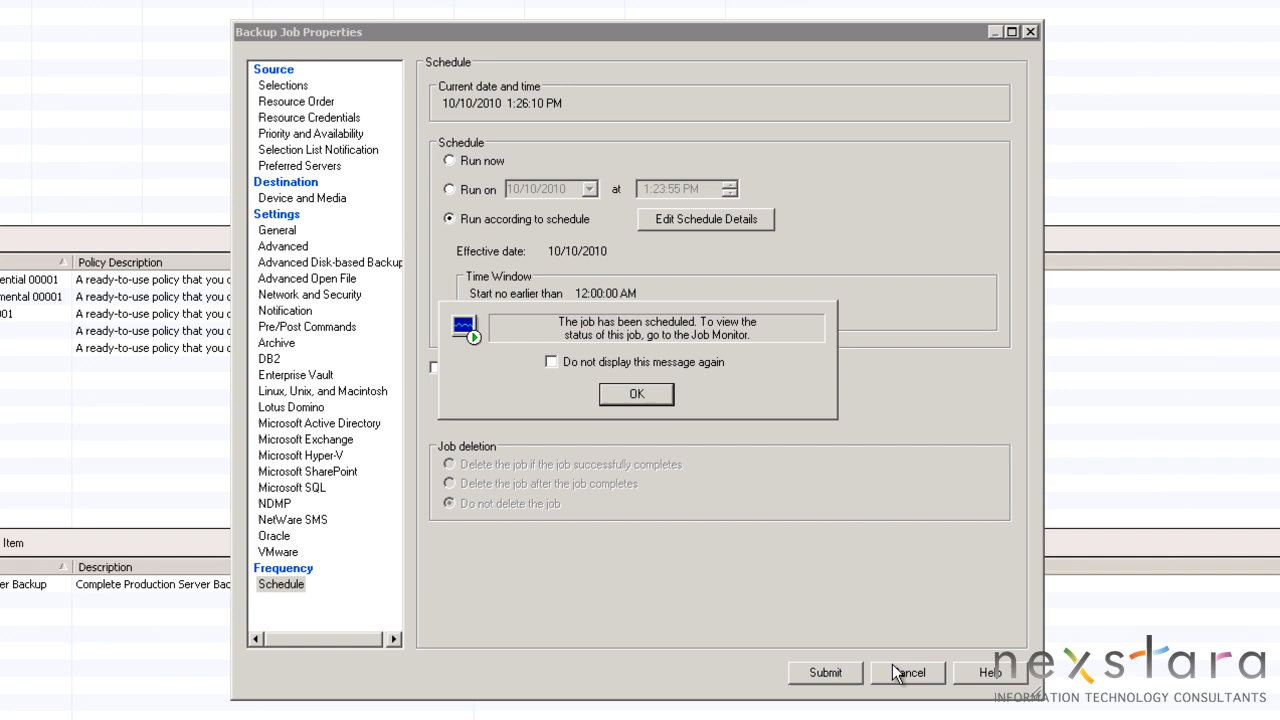 Backup Job Properties
Source
Selections
Resource Order
Resource Credentials
Priority and Availability
Selection List Notification
Preferred Servers
Destination
Device and Media
Settings
General
Advanced
Advanced Disk-based Backup
Advanced Open File
Network and Security
Notification
Pre/Post Commands
Archive
DB2
Enterprise Vault
Linux, Unix, and Macintosh
Lotus Domino
Microsoft Active Directory
Microsoft Exchange
Microsoft Hyper-V
Microsoft SharePoint
Microsoft SQL
NDMP
NetWare SMS
Oracle
VMware
Frequency
Schedule
Schedule
Current date and time
10/10/2010 1:26:10 PM
Schedule
Run now
Run on 10/10/2010 at 1:23:55 PM
Run according to schedule Edit Schedule Details
Effective date: 10/10/2010
Time Window
Start no earlier than 12:00:00 AM
The job has been scheduled. To view the
status of this job, go to the Job Monitor.
Do not display this message again
OK
Job deletion
Delete the job if the job successfully completes
Delete the job after the job completes
Do not delete the job
Submit Cancel Help
Policy Description
ential 00001 A ready-to-use policy that you c
mental 00001 A ready-to-use policy that you c
001 A ready-to-use policy that you c
A ready-to-use policy that you c
A ready-to-use policy that you c
Item
Description
er Backup Complete Production Server Bac
nexstara
INFORMATION TECHNOLOGY CONSULTANTS